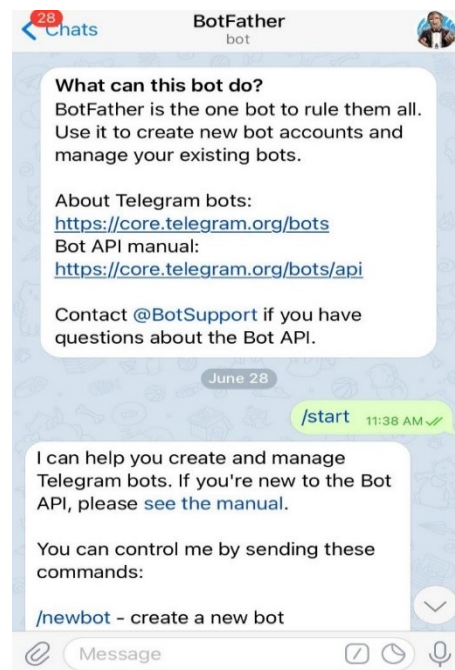 28
Chats
BotFather
bot
What can this bot do?
BotFather is the one bot to rule them all.
Use it to create new bot accounts and
manage your existing bots.
About Telegram bots:
https://core.telegram.org/bots
Bot API manual:
https://core.telegram.org/bots/api
Contact @BotSupport if you have
questions about the Bot API.
June 28
/start 11:38 AM
I can help you create and manage
Telegram bots. If you're new to the Bot
API, please see the manual.
You can control me by sending these
commands:
/newbot - create a new bot
Message